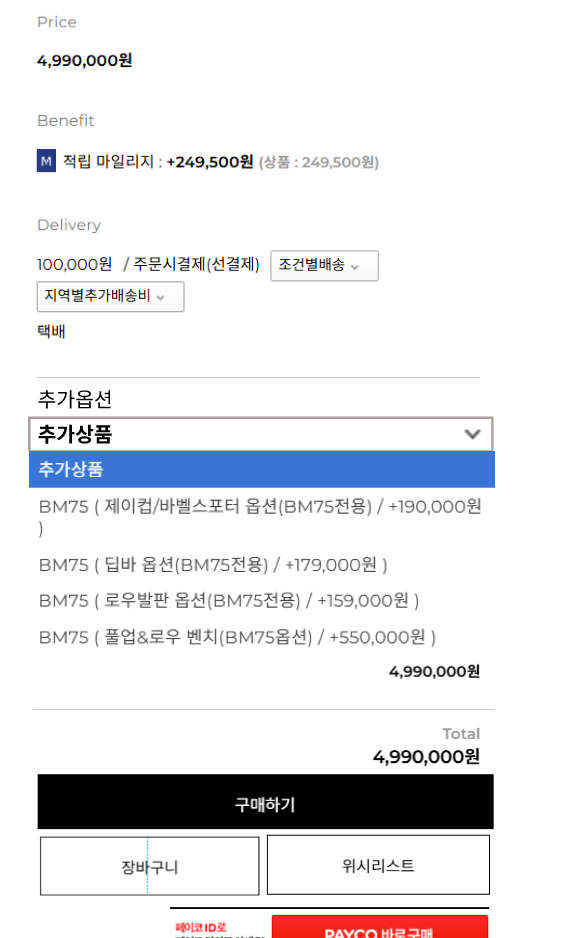 Price
4,990,000원
Benefit
M 적립 마일리지 : +249,500원 (상품 : 249,500원)
Delivery
100,000원 / 주문시결제(선결제) 조건별배송
지역별추가배송비
택배
추가옵션
추가상품
추가상품
BM75 ( 제이컵/바벨스포터 옵션(BM75전용) / +190,000원
)
BM75 ( 딥바 옵션(BM75전용) / +179,000원 )
BM75 ( 로우발판 옵션(BM75전용) / +159,000원 )
BM75 ( 풀업&로우 벤치(BM75옵션) / +550,000원 )
4,990,000원
Total
4,990,000원
구매하기
장바구니 위시리스트
페이코 ID로
PAYCO 바로구매